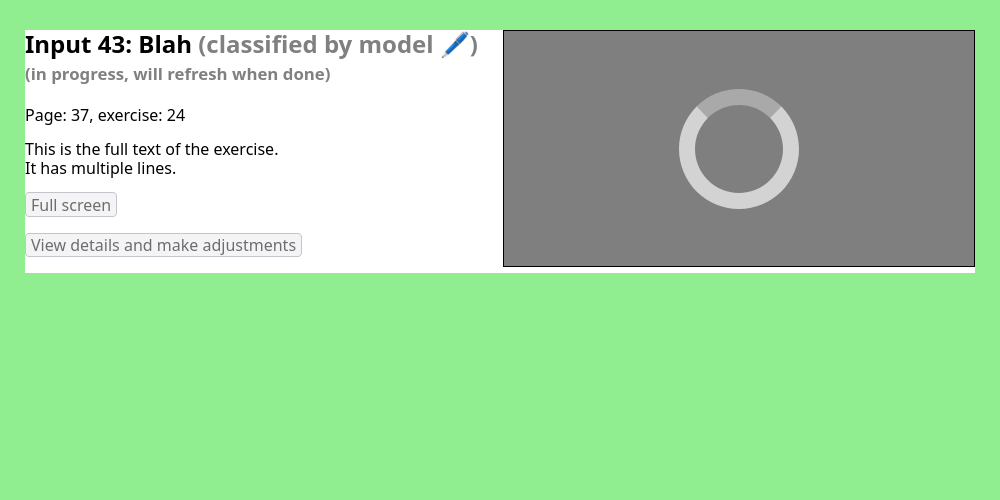 Input 43: Blah (classified by model 🖊️)
(in progress, will refresh when done)
Page: 37, exercise: 24
This is the full text of the exercise.
It has multiple lines.
Full screen
View details and make adjustments